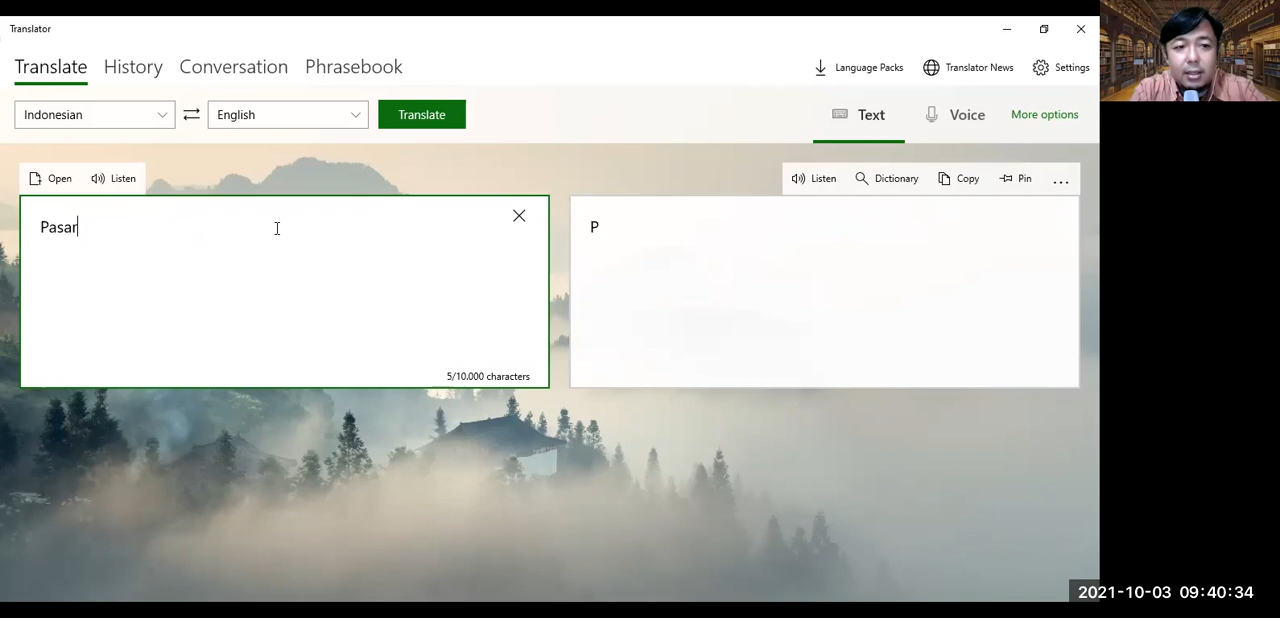 Translator
Translate History Conversation Phrasebook
Language Packs Translator News Settings
Indonesian English Translate Text Voice More options
Open Listen Listen Dictionary Copy Pin ...
Pasar P
5/10.000 characters
2021-10-03 09:40:34